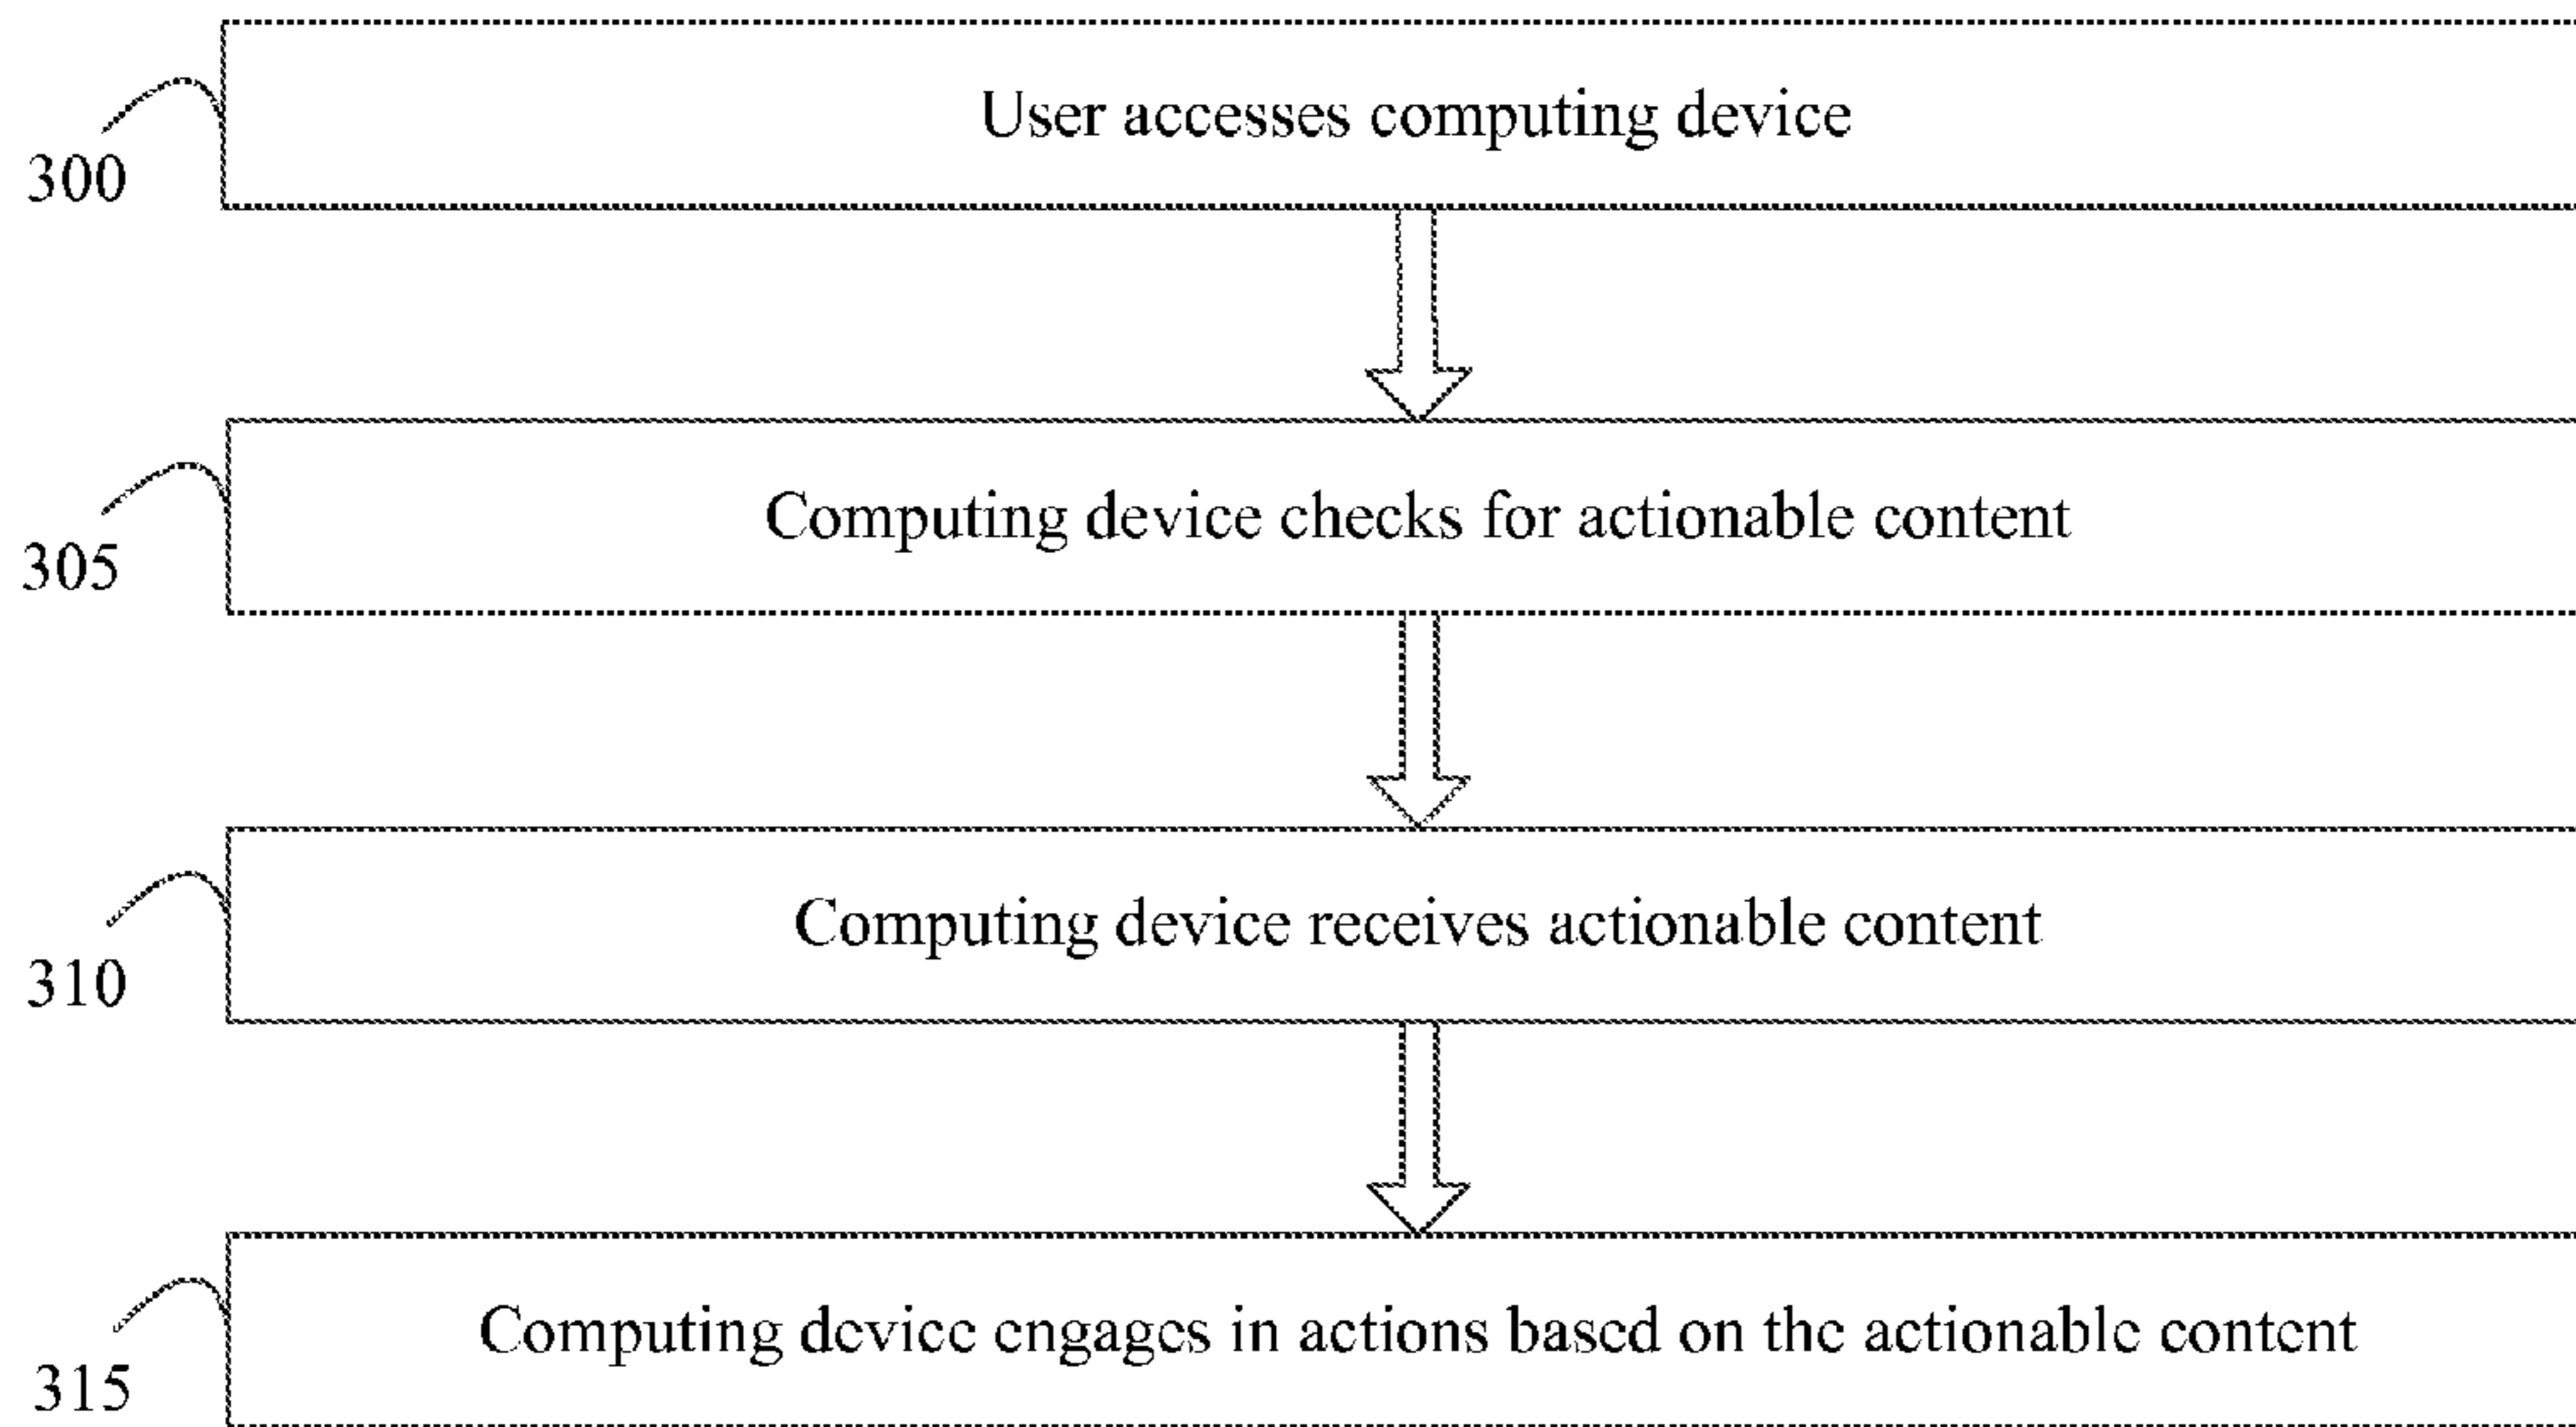 User accesses computing device
300
Computing device checks for actionable content
305
Computing device receives actionable content
310
Computing device engages in actions based on the actionable content
315